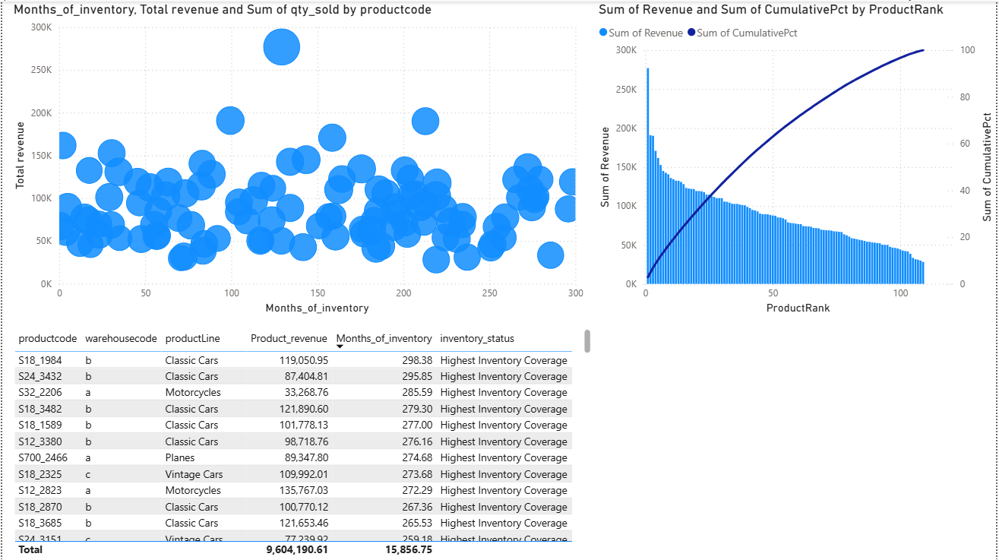 Months_of_inventory, Total revenue and Sum of qty_sold by productcode
300K
250K
200K
150K
100K
50K
0K
Total revenue
0 50 100 150 200 250 300
Months_of_inventory
Sum of Revenue and Sum of CumulativePct by ProductRank
Sum of Revenue Sum of CumulativePct
300K
250K
200K
150K
100K
50K
0K
Sum of Revenue
100
80
60
40
20
0
Sum of CumulativePct
0 50 100
ProductRank
productcode warehousecode productLine Product_revenue Months_of_inventory inventory_status
S18_1984 b Classic Cars 119,050.95 298.38 Highest Inventory Coverage
S24_3432 b Classic Cars 87,404.81 295.85 Highest Inventory Coverage
S32_2206 a Motorcycles 33,268.76 285.59 Highest Inventory Coverage
S18_3482 b Classic Cars 121,890.60 279.30 Highest Inventory Coverage
S18_1589 b Classic Cars 101,778.13 277.00 Highest Inventory Coverage
S12_3380 b Classic Cars 98,718.76 276.16 Highest Inventory Coverage
S700_2466 a Planes 89,347.80 274.68 Highest Inventory Coverage
S18_2325 c Vintage Cars 109,992.01 273.68 Highest Inventory Coverage
S12_2823 a Motorcycles 135,767.03 272.29 Highest Inventory Coverage
S18_2870 b Classic Cars 100,770.12 267.36 Highest Inventory Coverage
S18_3685 b Classic Cars 121,653.46 265.53 Highest Inventory Coverage
S24_3151 c Vintage Cars 77,239.92 259.18 Highest Inventory Coverage
Total 9,604,190.61 15,856.75